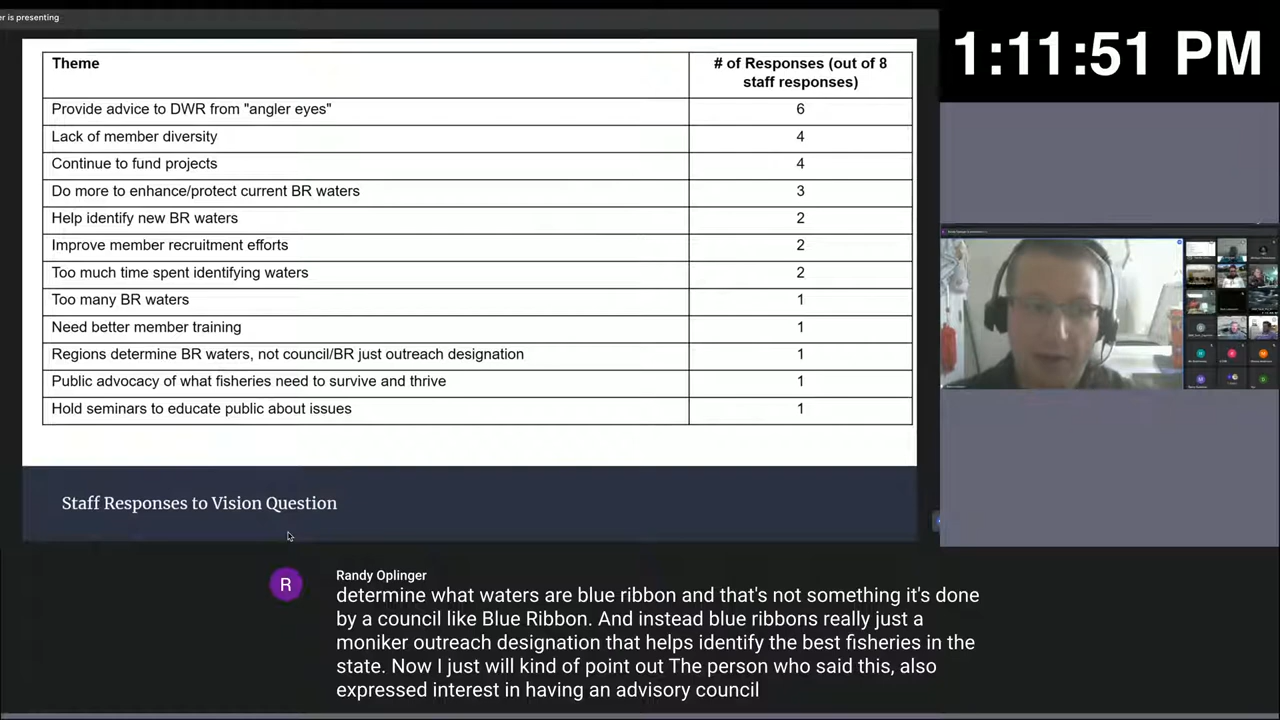 er is presenting
1:11:51 PM
Theme
# of Responses (out of 8
staff responses)
Provide advice to DWR from "angler eyes"
6
Lack of member diversity
4
Continue to fund projects
4
Do more to enhance/protect current BR waters
3
Help identify new BR waters
2
Improve member recruitment efforts
2
Too much time spent identifying waters
2
Too many BR waters
1
Need better member training
1
Regions determine BR waters, not council/BR just outreach designation
1
Public advocacy of what fisheries need to survive and thrive
1
Hold seminars to educate public about issues
1
Staff Responses to Vision Question
R
Randy Oplinger
determine what waters are blue ribbon and that's not something it's done
by a council like Blue Ribbon. And instead blue ribbons really just a
moniker outreach designation that helps identify the best fisheries in the
state. Now I just will kind of point out The person who said this, also
expressed interest in having an advisory council